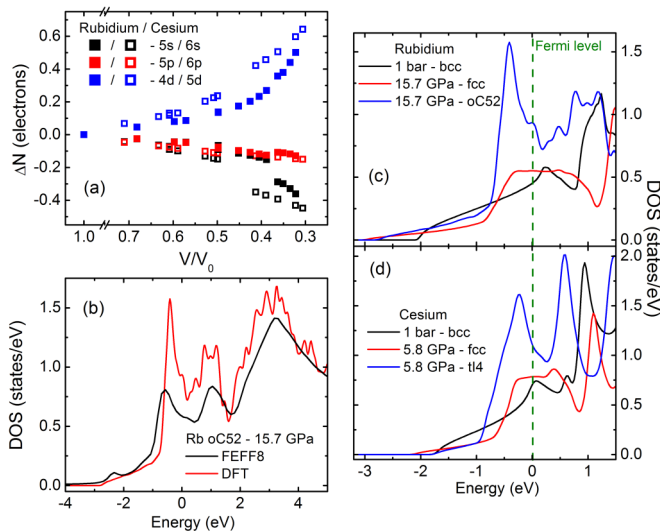 Rubidium / Cesium
/ - 5s / 6s
/ - 5p / 6p
/ - 4d / 5d
0.6
0.4
0.2
0.0
-0.2
-0.4
ΔN (electrons)
(a)
1.0 0.7 0.6 0.5 0.4 0.3
V/V0
(b)
1.5
1.0
0.5
0.0
DOS (states/eV)
Rb oC52 - 15.7 GPa
FEFF8
DFT
-4 -2 0 2 4
Energy (eV)
Fermi level
Rubidium
1 bar - bcc
15.7 GPa - fcc
15.7 GPa - oC52
(c)
1.5
1.0
0.5
0.0
DOS (states/eV)
(d)
Cesium
1 bar - bcc
5.8 GPa - fcc
5.8 GPa - tI4
2.0
1.5
1.0
0.5
0.0
-3 -2 -1 0 1
Energy (eV)